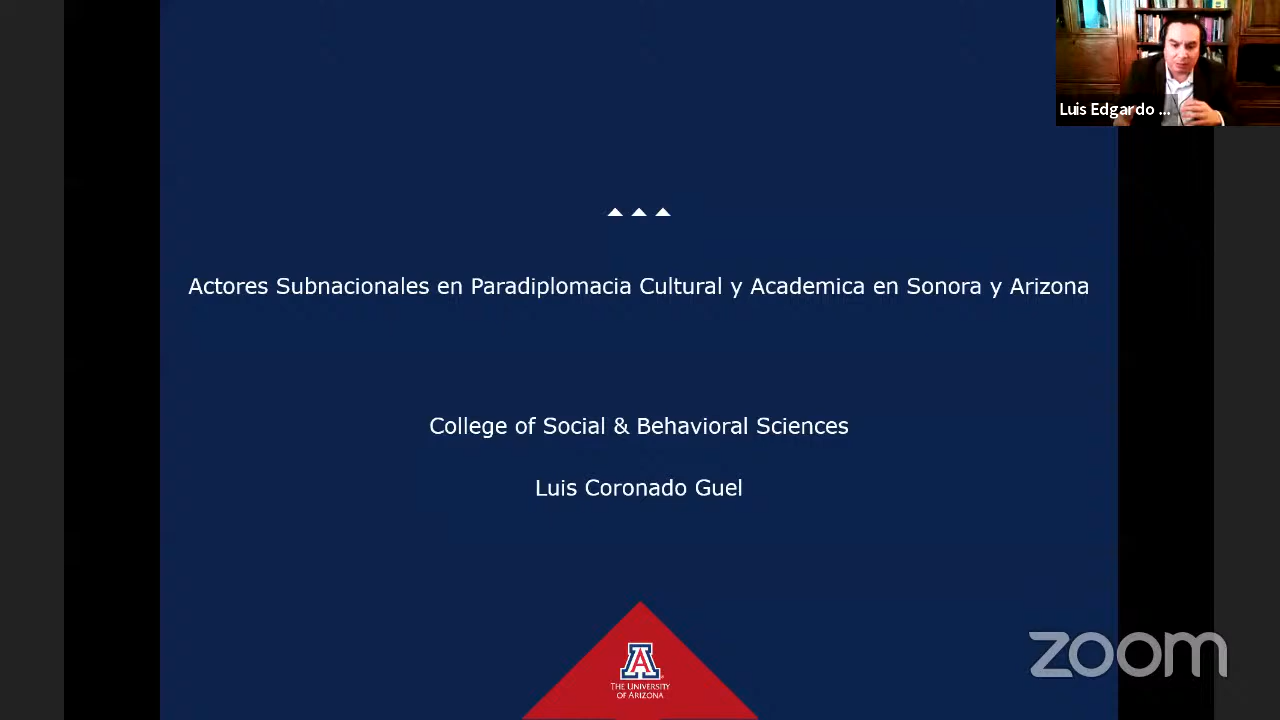 Luis Edgardo ...
Actores Subnacionales en Paradiplomacia Cultural y Academica en Sonora y Arizona
College of Social & Behavioral Sciences
Luis Coronado Guel
A
THE UNIVERSITY
OF ARIZONA
zoom